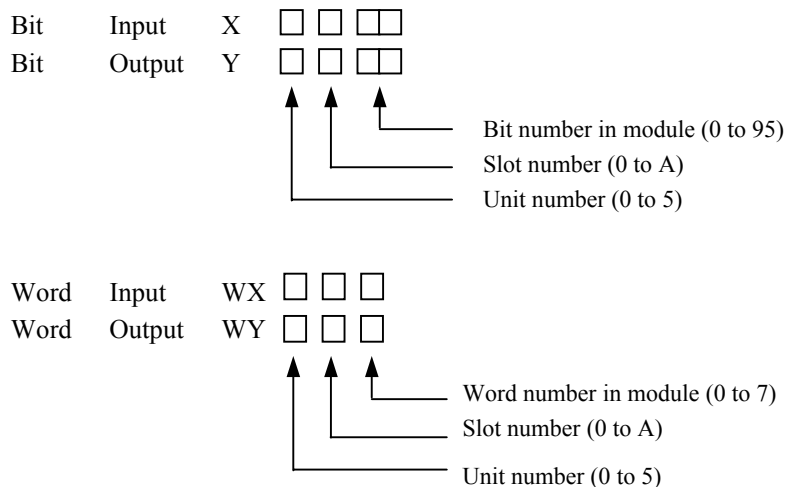 Bit Input X
Bit Output Y
Bit number in module (0 to 95)
Slot number (0 to A)
Unit number (0 to 5)
Word Input WX
Word Output WY
Word number in module (0 to 7)
Slot number (0 to A)
Unit number (0 to 5)